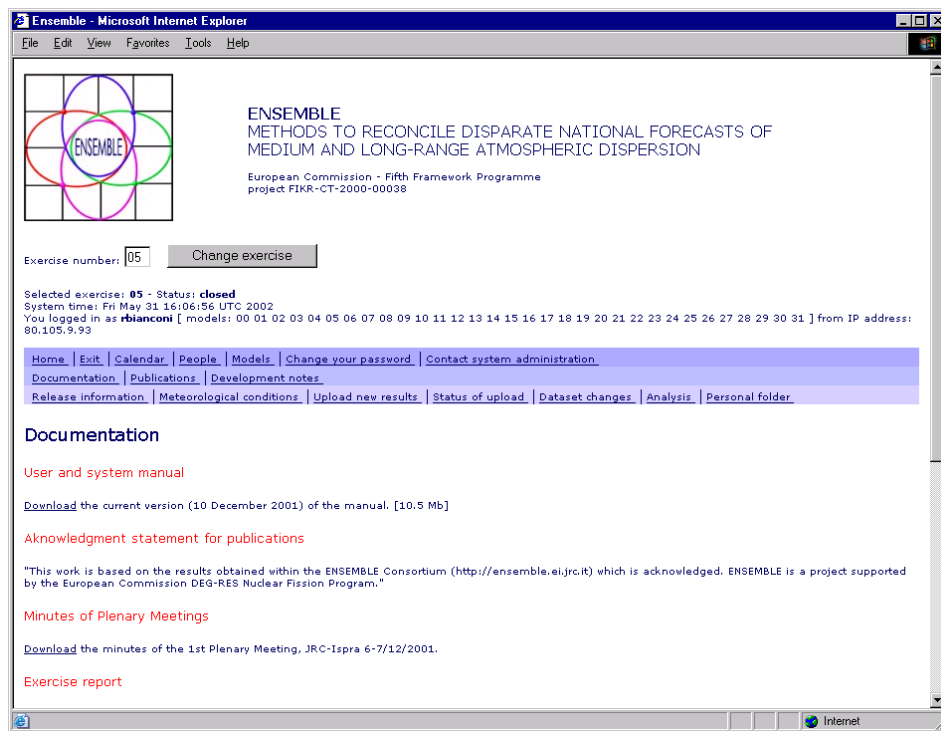 Ensemble - Microsoft Internet Explorer
File Edit View Favorites Tools Help
ENSEMBLE
ENSEMBLE
METHODS TO RECONCILE DISPARATE NATIONAL FORECASTS OF
MEDIUM AND LONG-RANGE ATMOSPHERIC DISPERSION
European Commission - Fifth Framework Programme
project FIKR-CT-2000-00038
Exercise number: 05 Change exercise
Selected exercise: 05 - Status: closed
System time: Fri May 31 16:06:56 UTC 2002
You logged in as rbianconi [ models: 00 01 02 03 04 05 06 07 08 09 10 11 12 13 14 15 16 17 18 19 20 21 22 23 24 25 26 27 28 29 30 31 ] from IP address:
80.105.9.93
Home | Exit | Calendar | People | Models | Change your password | Contact system administration
Documentation | Publications | Development notes
Release information | Meteorological conditions | Upload new results | Status of upload | Dataset changes | Analysis | Personal folder
Documentation
User and system manual
Download the current version (10 December 2001) of the manual. [10.5 Mb]
Aknowledgment statement for publications
"This work is based on the results obtained within the ENSEMBLE Consortium (http://ensemble.ei.jrc.it) which is acknowledged. ENSEMBLE is a project supported
by the European Commission DEG-RES Nuclear Fission Program."
Minutes of Plenary Meetings
Download the minutes of the 1st Plenary Meeting, JRC-Ispra 6-7/12/2001.
Exercise report
Internet